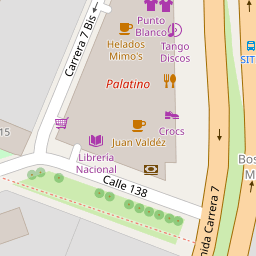 Punto
Blanco
Carrera 7 Bis
Helados
Mimo's
Tango
Discos
SIT
Palatino
Crocs
15
Juan Valdéz
Librería
Nacional
Bos
M
Calle 138
nida Carrera 7